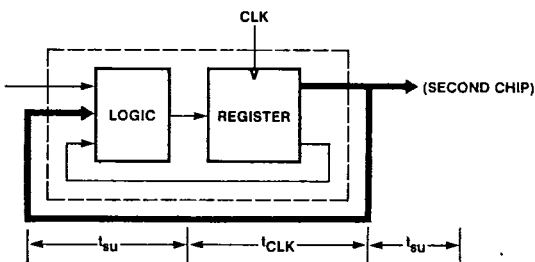 CLK
LOGIC
REGISTER
(SECOND CHIP)
tsu
tCLK
tsu